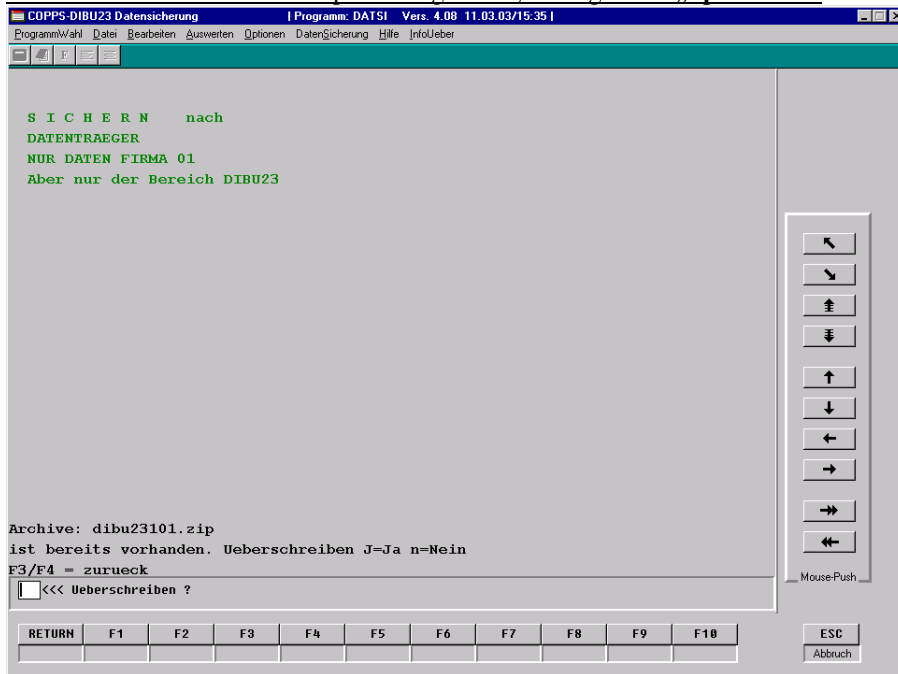 COPPS-DIBU23 Datensicherung | Programm: DATSI Vers. 4.08 11.03.03/15:35 |
ProgrammWahl Datei Bearbeiten Auswerten Optionen DatenSicherung Hilfe InfoUeber
F
S I C H E R N nach
DATENTRAEGER
NUR DATEN FIRMA 01
Aber nur der Bereich DIBU23
Archive: dibu23101.zip
ist bereits vorhanden. Ueberschreiben J=Ja n=Nein
F3/F4 = zurueck
<<< Ueberschreiben ?
Mouse-Push
RETURN F1 F2 F3 F4 F5 F6 F7 F8 F9 F10 ESC
Abbruch